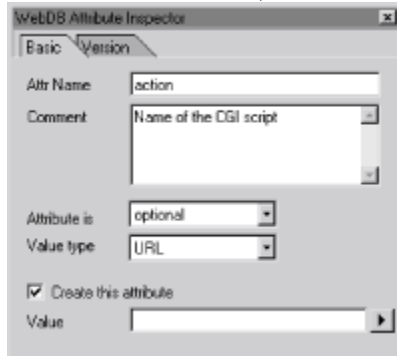 WebDB Attribute Inspector
Basic Version
Attr Name action
Comment Name of the CGI script
Attribute is optional
Value type URL
Create this attribute
Value